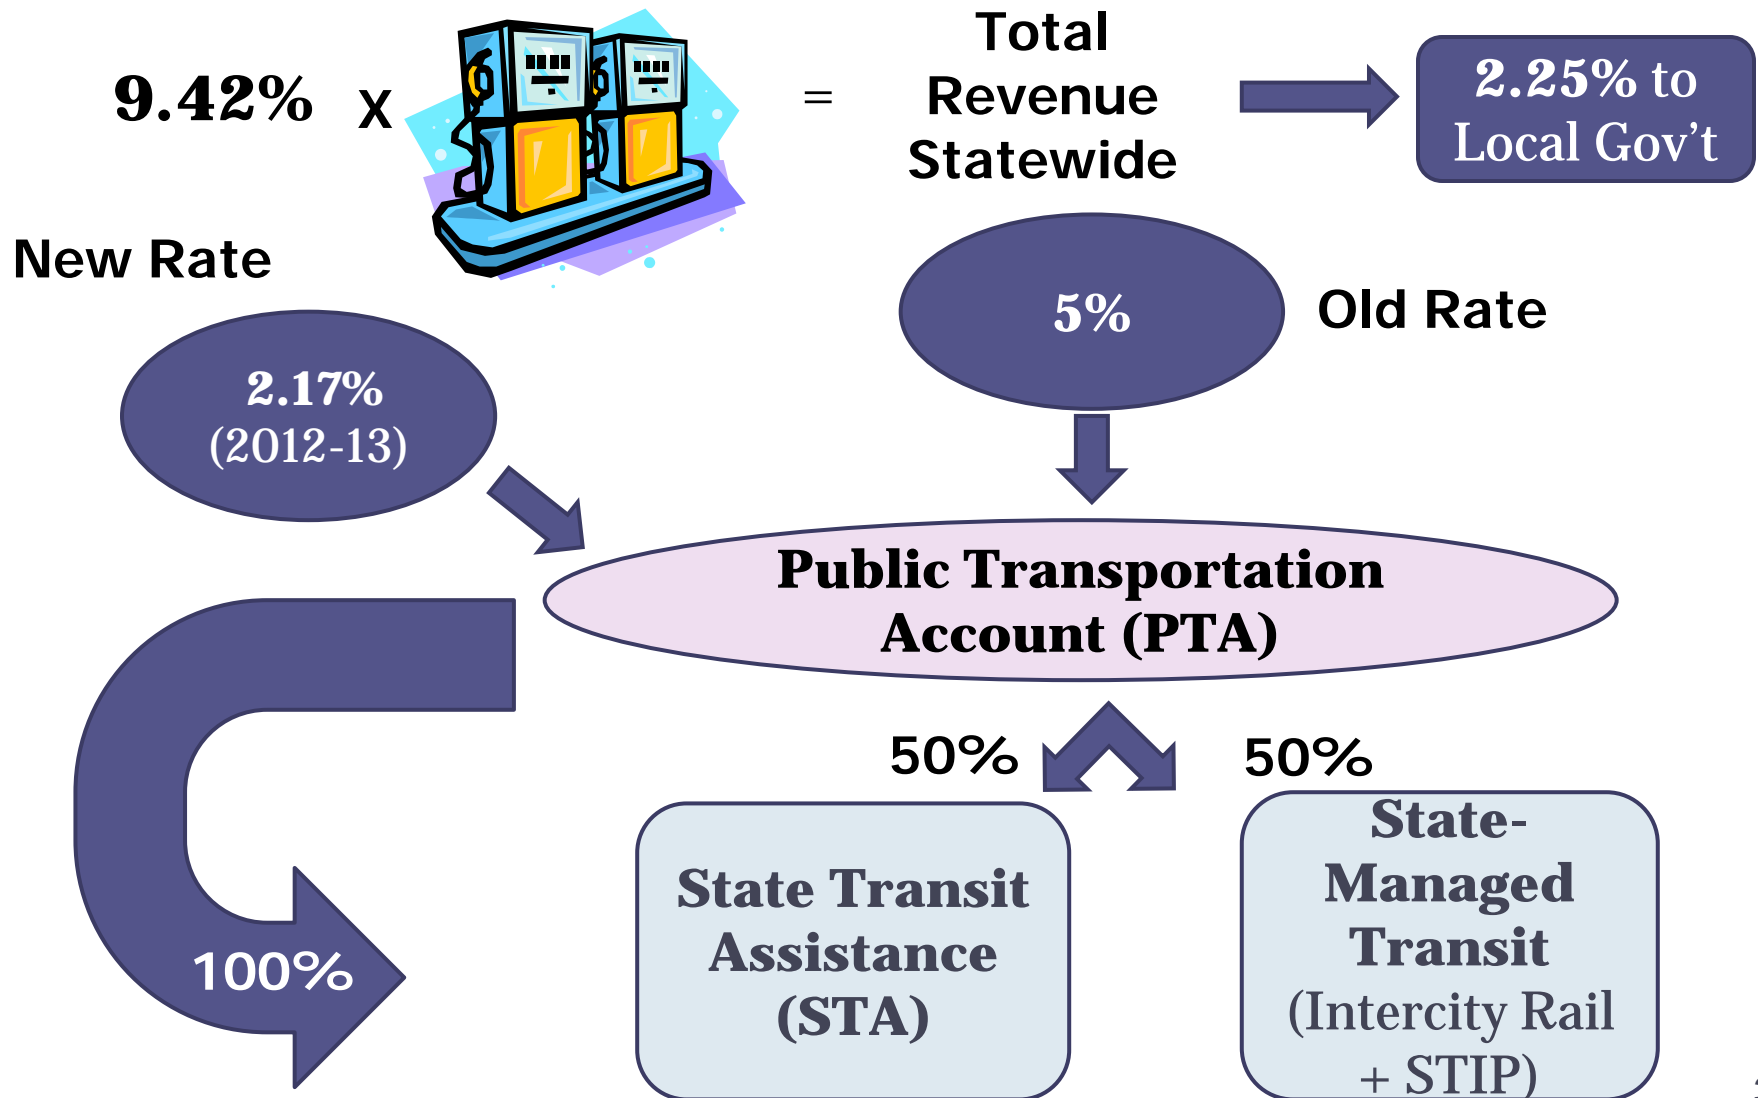 9.42%
X
=
Total
Revenue
Statewide
2.25% to
Local Gov't
New Rate
2.17%
(2012-13)
5%
Old Rate
Public Transportation
Account (PTA)
50%
50%
100%
State Transit
Assistance
(STA)
State-
Managed
Transit
(Intercity Rail
+ STIP)